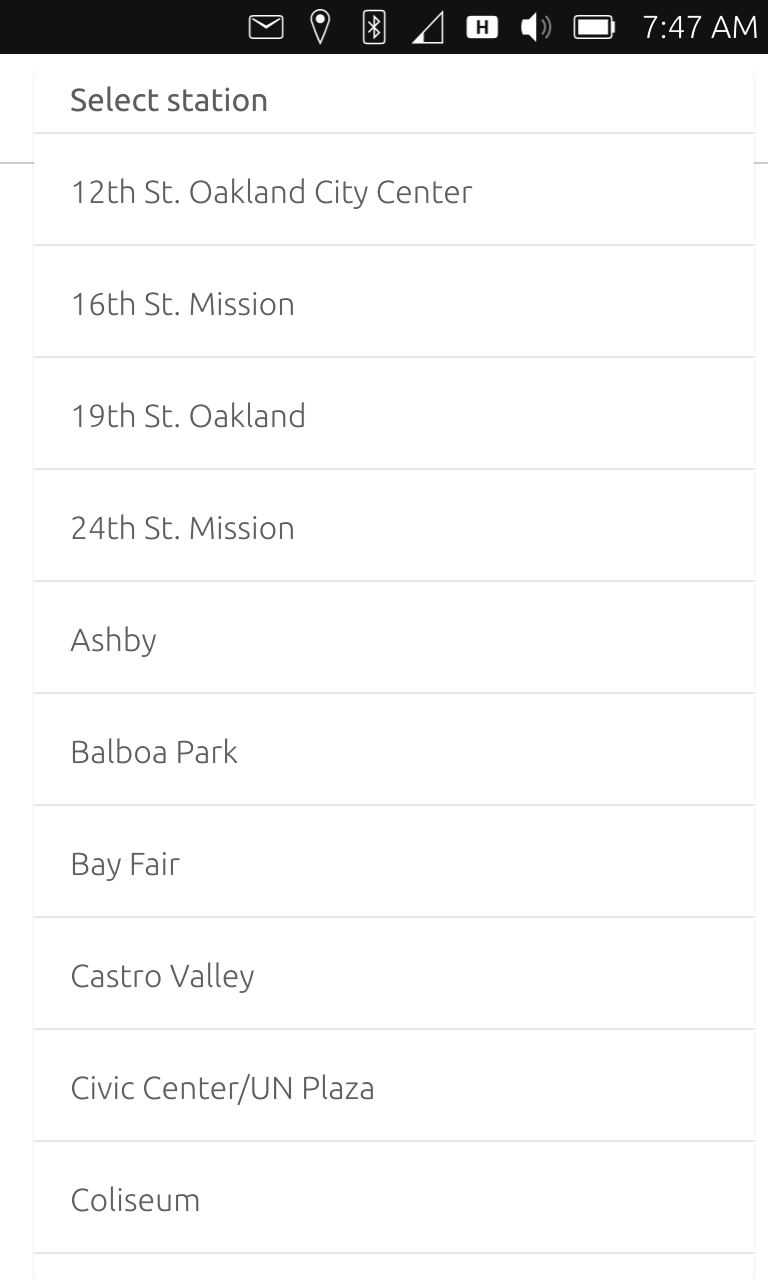 H 7:47 AM
Select station
12th St. Oakland City Center
16th St. Mission
19th St. Oakland
24th St. Mission
Ashby
Balboa Park
Bay Fair
Castro Valley
Civic Center/UN Plaza
Coliseum